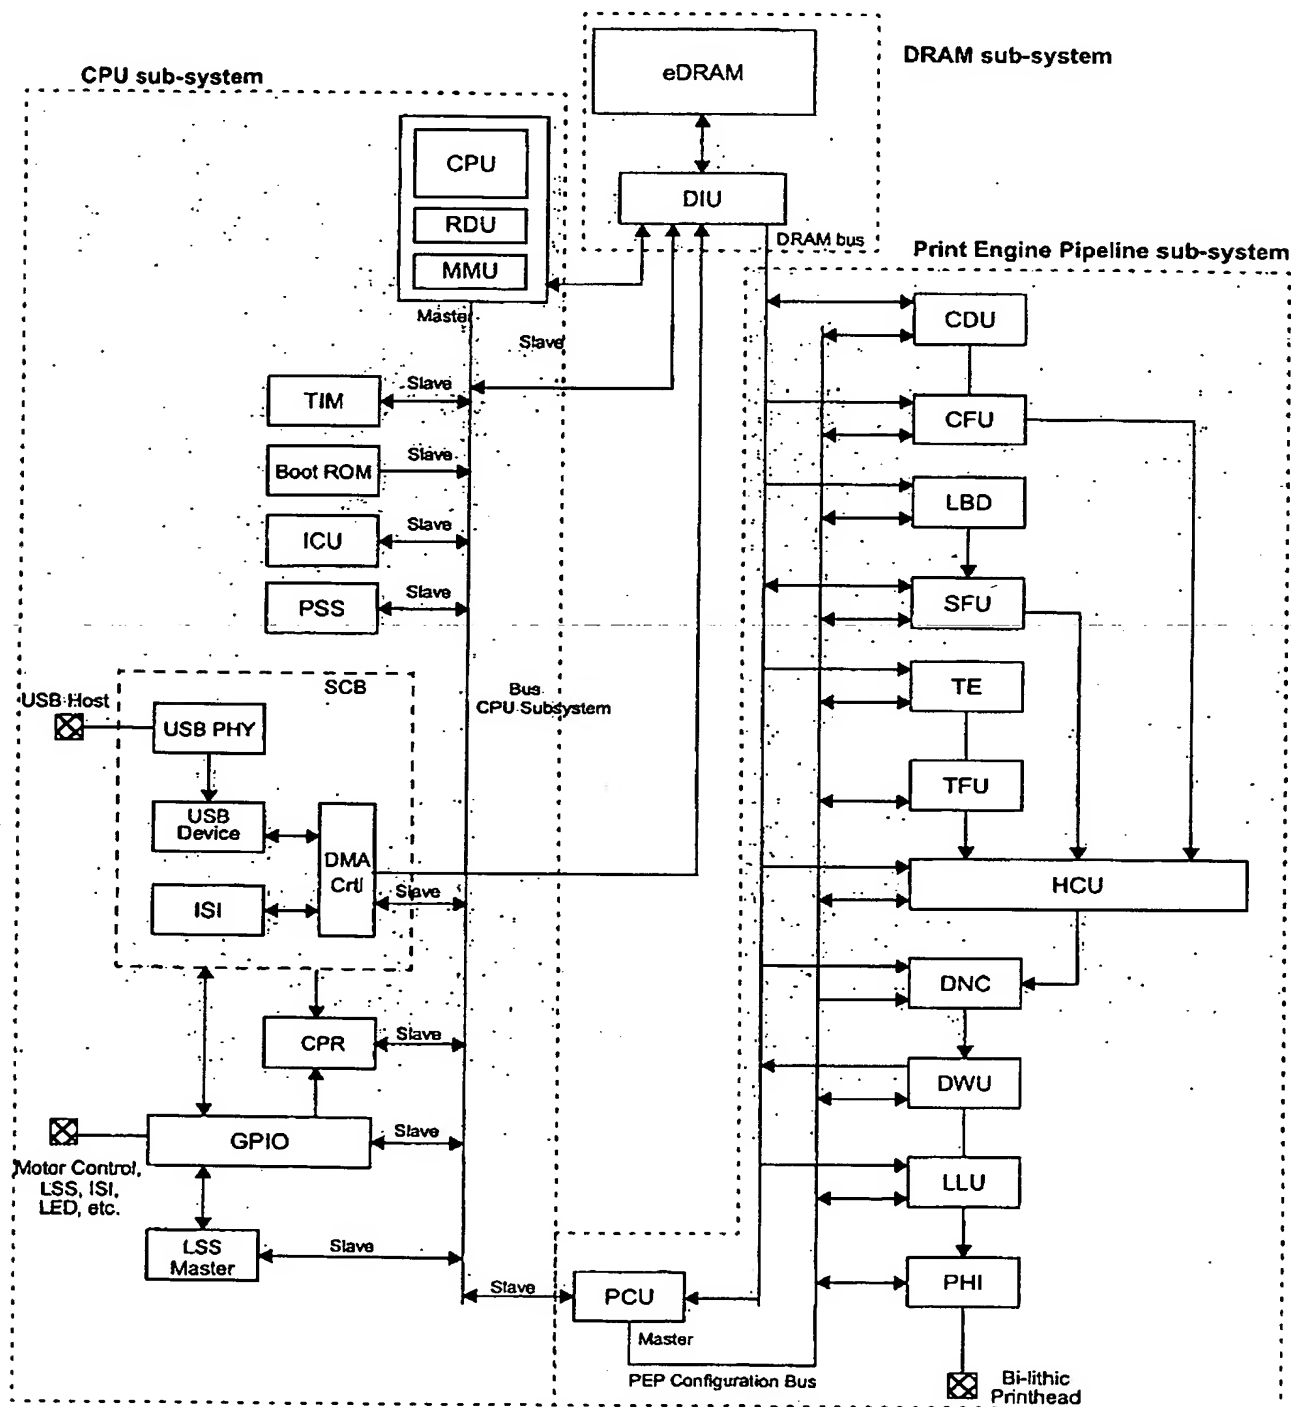 CPU sub-system
DRAM sub-system
eDRAM
DIU
DRAM bus
CPU
RDU
MMU
Master
Slave
Print Engine Pipeline sub-system
TIM
Slave
Boot ROM
Slave
ICU
Slave
PSS
Slave
SCB
USB Host
USB PHY
USB
Device
DMA
Crtl
ISI
Slave
Bus
CPU Subsystem
CPR
Slave
GPIO
Slave
Motor Control,
LSS, ISI,
LED, etc.
LSS
Master
Slave
Slave
PCU
Master
PEP Configuration Bus
CDU
CFU
LBD
SFU
TE
TFU
HCU
DNC
DWU
LLU
PHI
Bi-lithic
Printhead